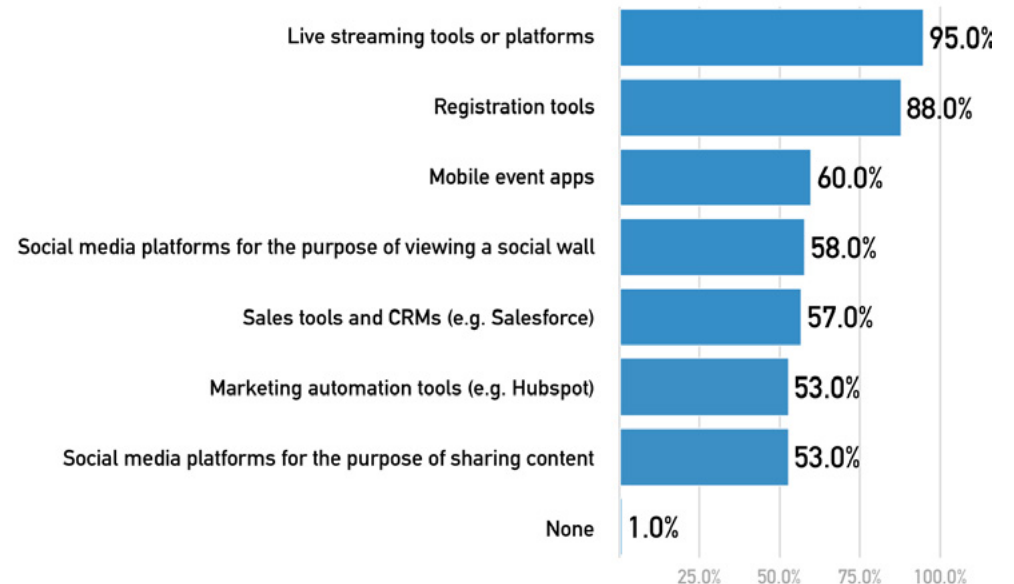 Live streaming tools or platforms 95.0%
Registration tools 88.0%
Mobile event apps 60.0%
Social media platforms for the purpose of viewing a social wall 58.0%
Sales tools and CRMs (e.g. Salesforce) 57.0%
Marketing automation tools (e.g. Hubspot) 53.0%
Social media platforms for the purpose of sharing content 53.0%
None 1.0%
25.0% 50.0% 75.0% 100.0%